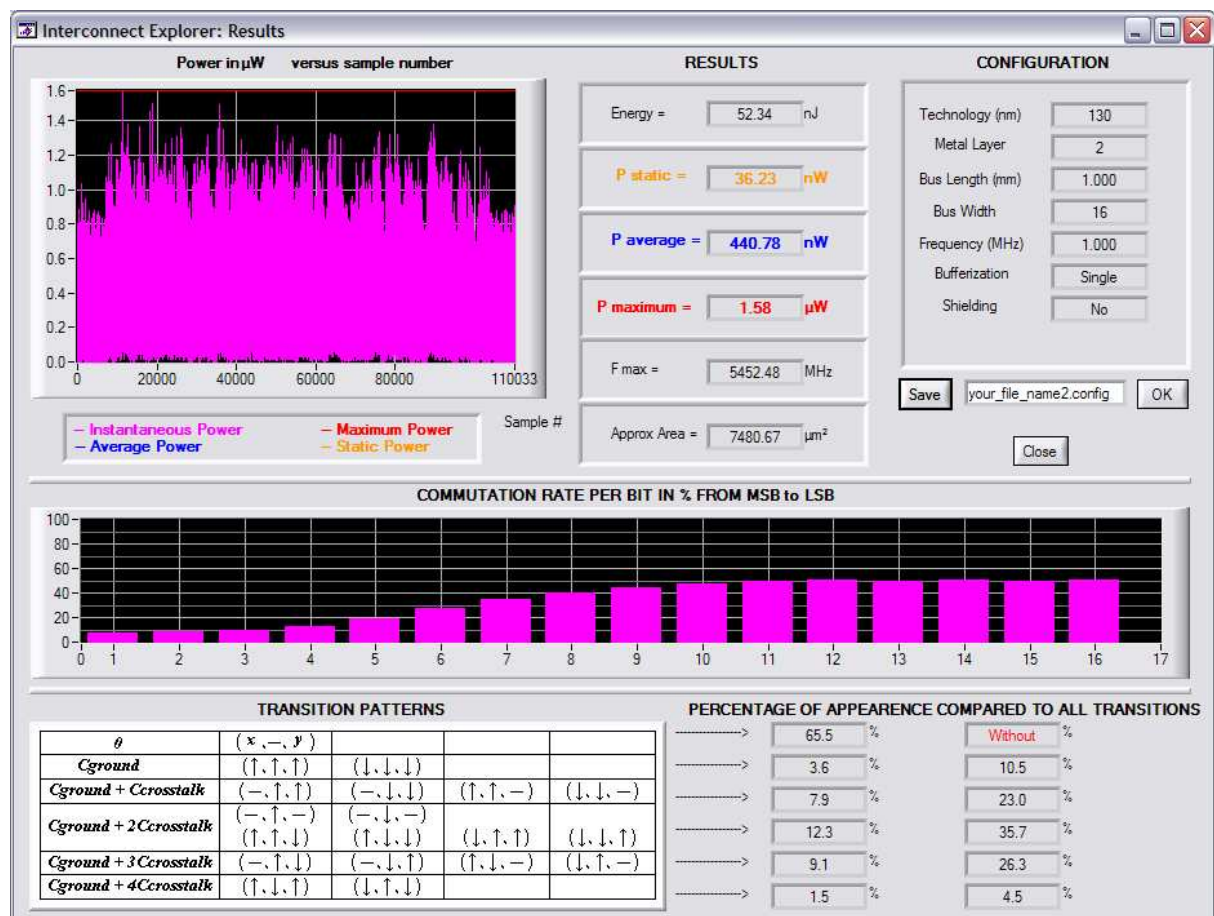 Interconnect Explorer: Results
Power in µW versus sample number
1.6
1.4
1.2
1.0
0.8
0.6
0.4
0.2
0.0
0 20000 40000 60000 80000 110033
Sample #
— Instantaneous Power — Maximum Power
— Average Power — Static Power
RESULTS
Energy = 52.34 nJ
P static = 36.23 nW
P average = 440.78 nW
P maximum = 1.58 µW
F max = 5452.48 MHz
Approx Area = 7480.67 µm²
CONFIGURATION
Technology (nm) 130
Metal Layer 2
Bus Length (mm) 1.000
Bus Width 16
Frequency (MHz) 1.000
Bufferization Single
Shielding No
Save your_file_name2.config OK
Close
COMMUTATION RATE PER BIT IN % FROM MSB to LSB
100
80
60
40
20
0
0 1 2 3 4 5 6 7 8 9 10 11 12 13 14 15 16 17
TRANSITION PATTERNS
θ (x,–,y)
Cground (↑,↑,↑) (↓,↓,↓)
Cground + Ccrosstalk (–,↑,↑) (–,↓,↓) (↑,↑,–) (↓,↓,–)
(–,↑,–) (–,↓,–)
Cground + 2Ccrosstalk (↑,↑,↓) (↑,↓,↓) (↓,↑,↑) (↓,↓,↑)
Cground + 3Ccrosstalk (–,↑,↓) (–,↓,↑) (↑,↓,–) (↓,↑,–)
Cground + 4Ccrosstalk (↑,↓,↑) (↓,↑,↓)
PERCENTAGE OF APPEARENCE COMPARED TO ALL TRANSITIONS
---------------> 65.5 % Without %
---------------> 3.6 % 10.5 %
---------------> 7.9 % 23.0 %
---------------> 12.3 % 35.7 %
---------------> 9.1 % 26.3 %
---------------> 1.5 % 4.5 %